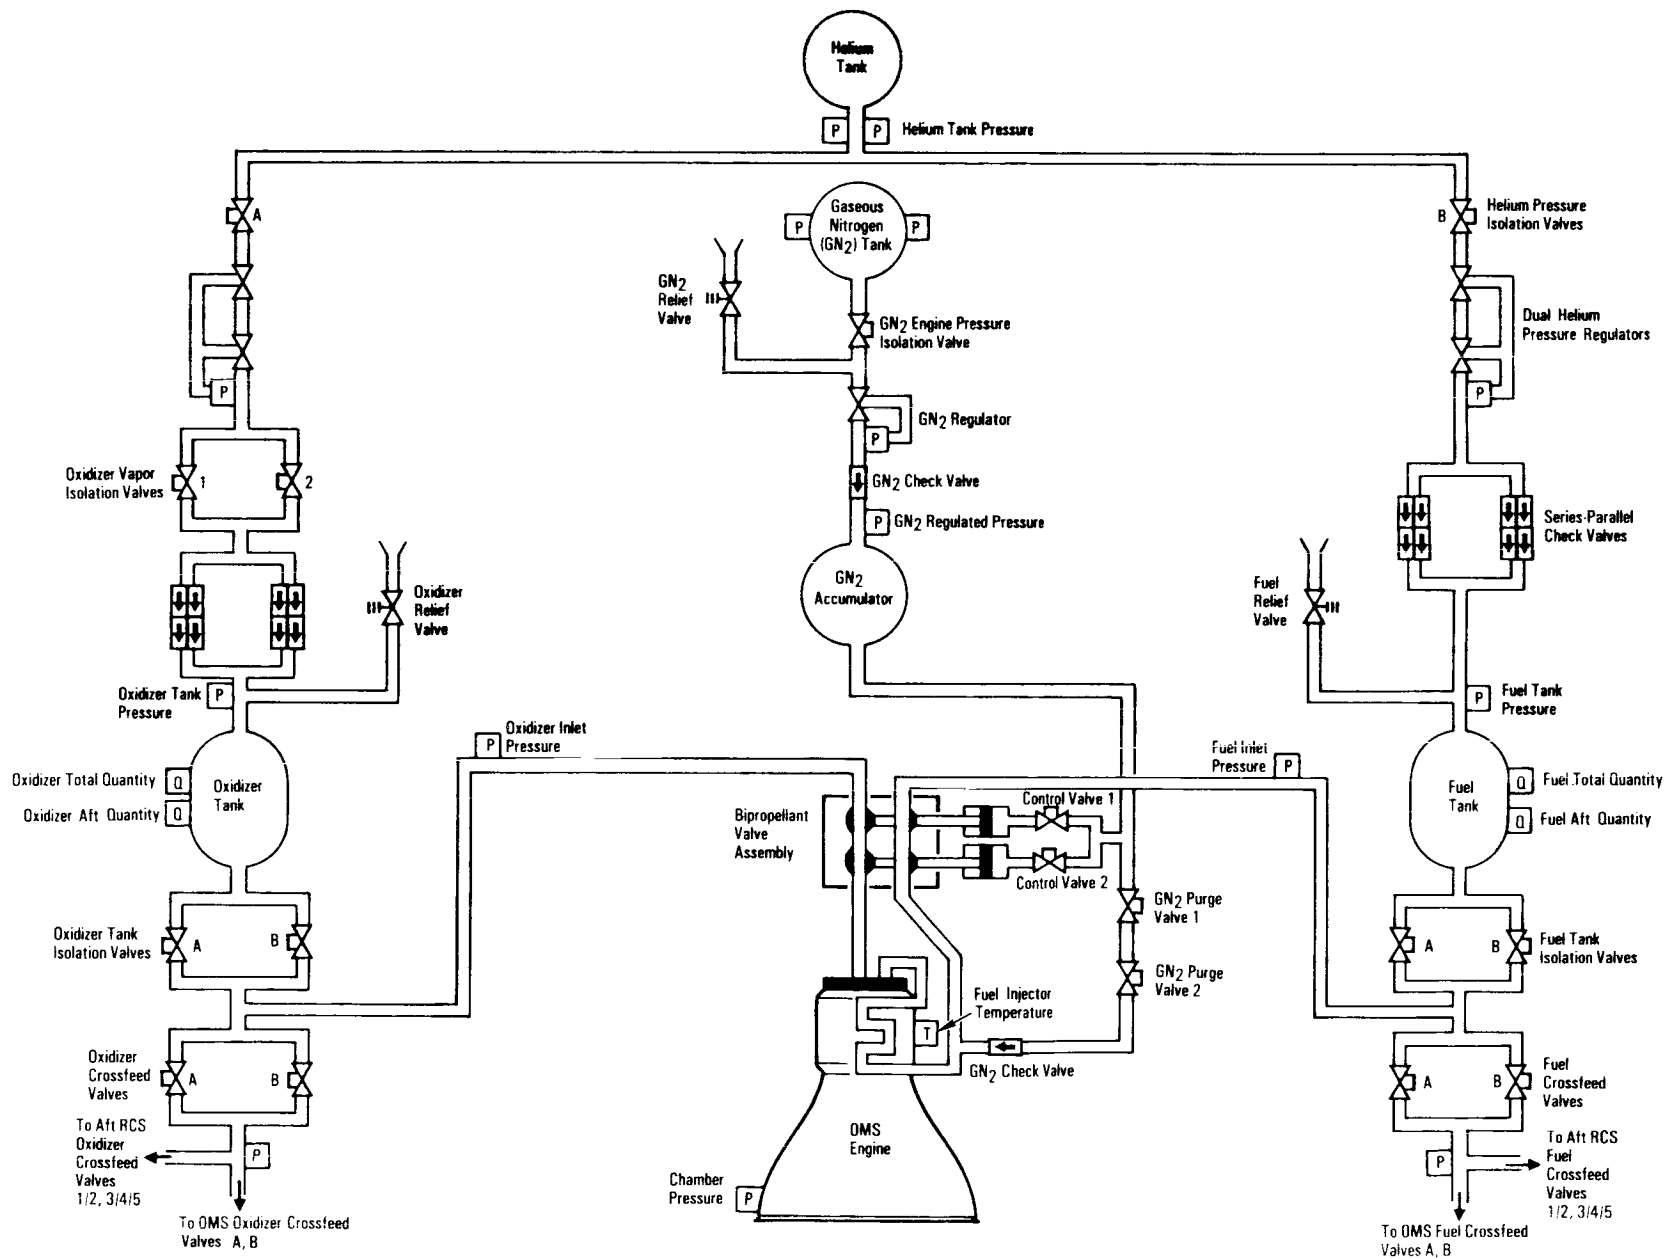 Helium
Tank
P
P
Helium Tank Pressure
A
B
Helium Pressure
Isolation Valves
P
Gaseous
Nitrogen
(GN2) Tank
P
GN2
Relief
Valve
GN2 Engine Pressure
Isolation Valve
Dual Helium
Pressure Regulators
P
P
GN2 Regulator
P
Oxidizer Vapor
Isolation Valves
1
2
GN2 Check Valve
P
GN2 Regulated Pressure
Series-Parallel
Check Valves
GN2
Accumulator
Oxidizer
Relief
Valve
Fuel
Relief
Valve
Oxidizer Tank
Pressure
P
P
Fuel Tank
Pressure
P
Oxidizer Inlet
Pressure
Fuel Inlet
Pressure
P
Oxidizer Total Quantity
Q
Oxidizer Aft Quantity
Q
Oxidizer
Tank
Fuel
Tank
Q
Fuel Total Quantity
Q
Fuel Aft Quantity
Bipropellant
Valve
Assembly
Control Valve 1
Control Valve 2
GN2 Purge
Valve 1
GN2 Purge
Valve 2
Oxidizer Tank
Isolation Valves
A
B
A
B
Fuel Tank
Isolation Valves
Fuel Injector
Temperature
T
GN2 Check Valve
Oxidizer
Crossfeed
Valves
A
B
A
B
Fuel
Crossfeed
Valves
To Aft RCS
Oxidizer
Crossfeed
Valves
1/2, 3/4/5
P
OMS
Engine
Chamber
Pressure
P
P
To Aft RCS
Fuel
Crossfeed
Valves
1/2, 3/4/5
To OMS Oxidizer Crossfeed
Valves A, B
To OMS Fuel Crossfeed
Valves A, B